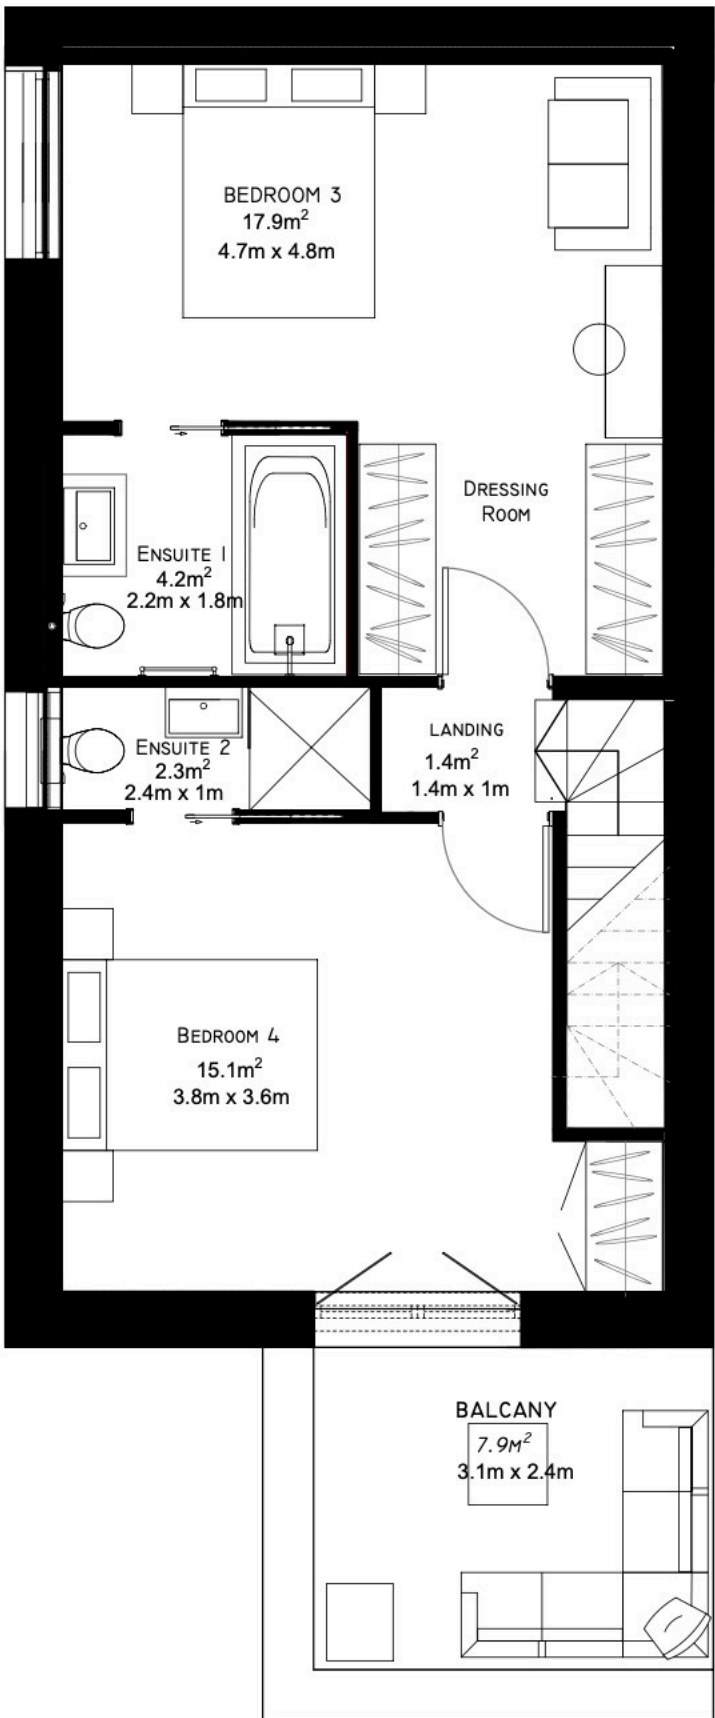 BEDROOM 3
17.9m²
4.7m x 4.8m
DRESSING
ROOM
ENSUITE 1
4.2m²
2.2m x 1.8m
LANDING
1.4m²
1.4m x 1m
ENSUITE 2
2.3m²
2.4m x 1m
BEDROOM 4
15.1m²
3.8m x 3.6m
BALCANY
7.9M²
3.1m x 2.4m